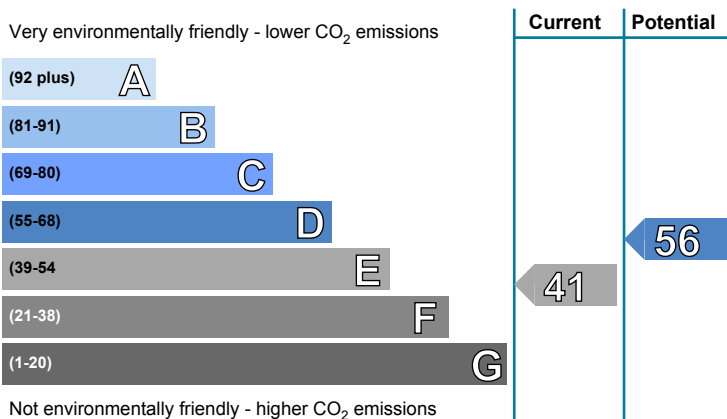 Very environmentally friendly - lower CO₂ emissions
Current
Potential
(92 plus) A
(81-91) B
(69-80) C
(55-68) D
56
(39-54 E
41
(21-38) F
(1-20) G
Not environmentally friendly - higher CO₂ emissions